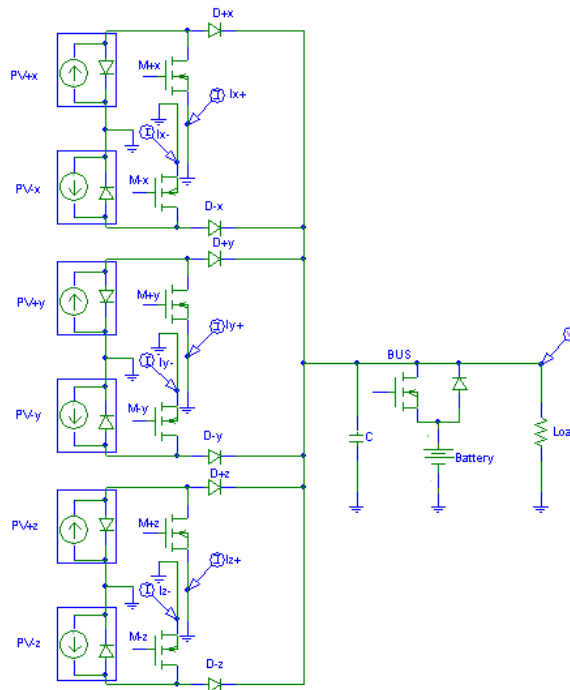 D+x
PV+x
M+x
Ix+
Ix-
PV-x
M-x
D-x
D+y
PV+y
M+y
Iy+
Iy-
BUS
PV-y
M-y
C
Battery
D-y
D+z
PV+z
M+z
Iz+
Iz-
PV-z
M-z
D-z